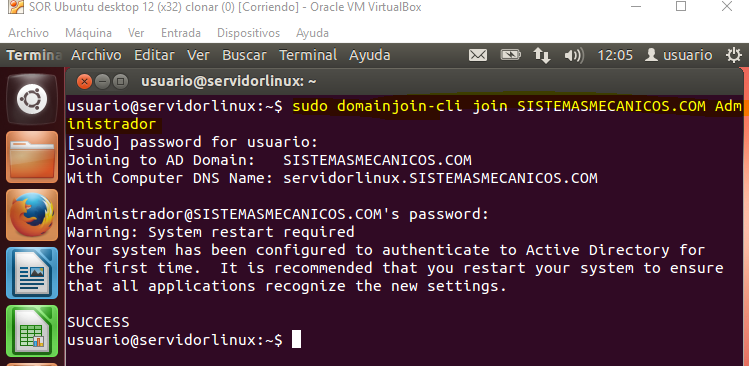 SOR Ubuntu desktop 12 (x32) clonar (0) [Corriendo] - Oracle VM VirtualBox
Archivo Máquina Ver Entrada Dispositivos Ayuda
Termina Archivo Editar Ver Buscar Terminal Ayuda 12:05 usuario
usuario@servidorlinux: ~
usuario@servidorlinux:~$ sudo domainjoin-cli join SISTEMASMECANICOS.COM Adm
inistrador
[sudo] password for usuario:
Joining to AD Domain:   SISTEMASMECANICOS.COM
With Computer DNS Name: servidorlinux.SISTEMASMECANICOS.COM

Administrador@SISTEMASMECANICOS.COM's password:
Warning: System restart required
Your system has been configured to authenticate to Active Directory for
the first time.  It is recommended that you restart your system to ensure
that all applications recognize the new settings.

SUCCESS
usuario@servidorlinux:~$